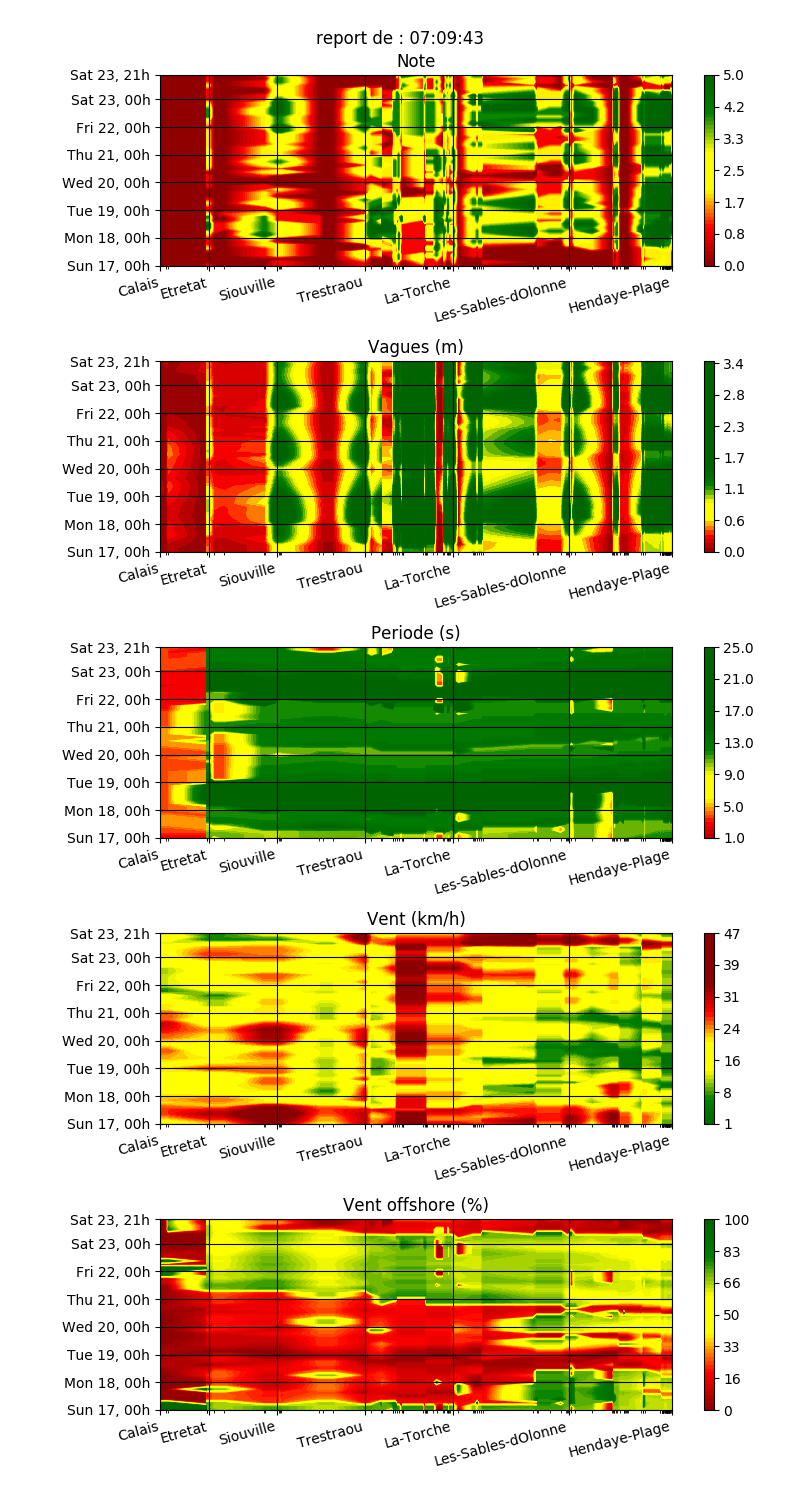 report de : 07:09:43
Note
Sat 23, 21h
Sat 23, 00h
Fri 22, 00h
Thu 21, 00h
Wed 20, 00h
Tue 19, 00h
Mon 18, 00h
Sun 17, 00h
Calais
Etretat
Siouville
Trestraou
La-Torche
Les-Sables-dOlonne
Hendaye-Plage
5.0
4.2
3.3
2.5
1.7
0.8
0.0
Vagues (m)
Sat 23, 21h
Sat 23, 00h
Fri 22, 00h
Thu 21, 00h
Wed 20, 00h
Tue 19, 00h
Mon 18, 00h
Sun 17, 00h
Calais
Etretat
Siouville
Trestraou
La-Torche
Les-Sables-dOlonne
Hendaye-Plage
3.4
2.8
2.3
1.7
1.1
0.6
0.0
Periode (s)
Sat 23, 21h
Sat 23, 00h
Fri 22, 00h
Thu 21, 00h
Wed 20, 00h
Tue 19, 00h
Mon 18, 00h
Sun 17, 00h
Calais
Etretat
Siouville
Trestraou
La-Torche
Les-Sables-dOlonne
Hendaye-Plage
25.0
21.0
17.0
13.0
9.0
5.0
1.0
Vent (km/h)
Sat 23, 21h
Sat 23, 00h
Fri 22, 00h
Thu 21, 00h
Wed 20, 00h
Tue 19, 00h
Mon 18, 00h
Sun 17, 00h
Calais
Etretat
Siouville
Trestraou
La-Torche
Les-Sables-dOlonne
Hendaye-Plage
47
39
31
24
16
8
1
Vent offshore (%)
Sat 23, 21h
Sat 23, 00h
Fri 22, 00h
Thu 21, 00h
Wed 20, 00h
Tue 19, 00h
Mon 18, 00h
Sun 17, 00h
Calais
Etretat
Siouville
Trestraou
La-Torche
Les-Sables-dOlonne
Hendaye-Plage
100
83
66
50
33
16
0